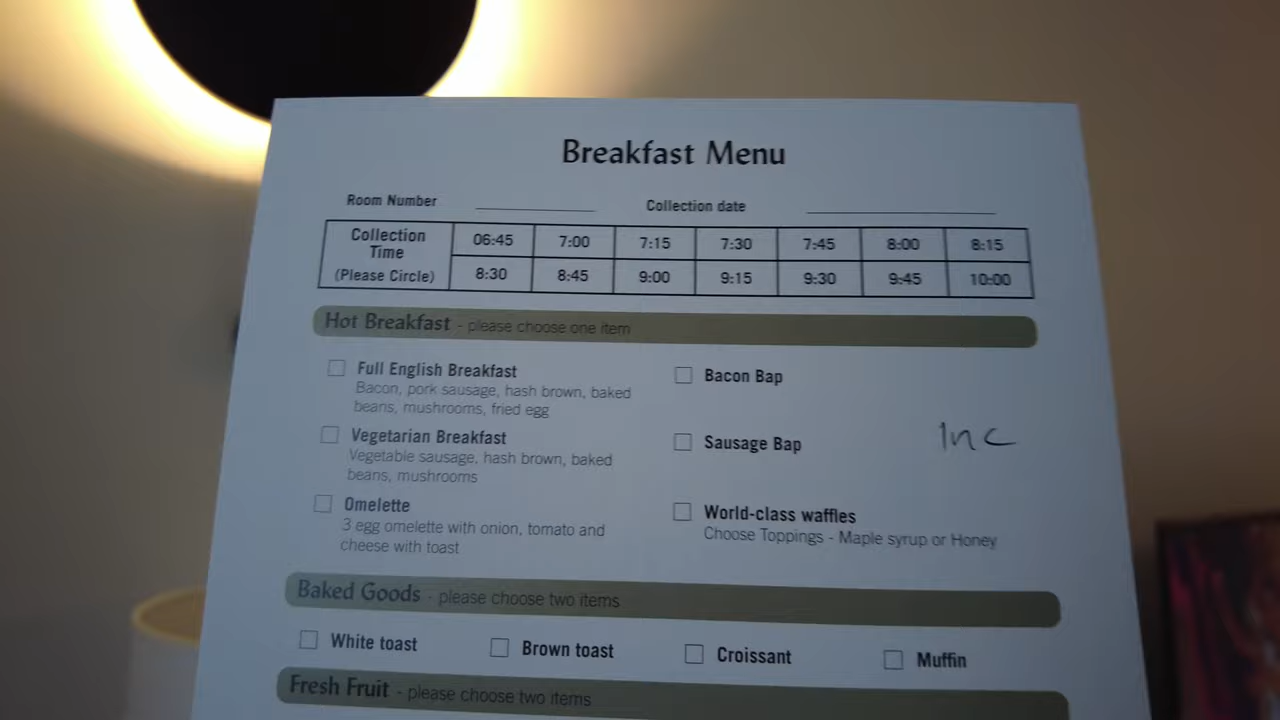 Breakfast Menu
Room Number Collection date
Collection Time (Please Circle) 06:45 7:00 7:15 7:30 7:45 8:00 8:15
8:30 8:45 9:00 9:15 9:30 9:45 10:00
Hot Breakfast - please choose one item
Full English Breakfast
Bacon, pork sausage, hash brown, baked
beans, mushrooms, fried egg
Bacon Bap
Vegetarian Breakfast
Vegetable sausage, hash brown, baked
beans, mushrooms
Sausage Bap
Inc
Omelette
3 egg omelette with onion, tomato and
cheese with toast
World-class waffles
Choose Toppings - Maple syrup or Honey
Baked Goods - please choose two items
White toast Brown toast Croissant Muffin
Fresh Fruit - please choose two items